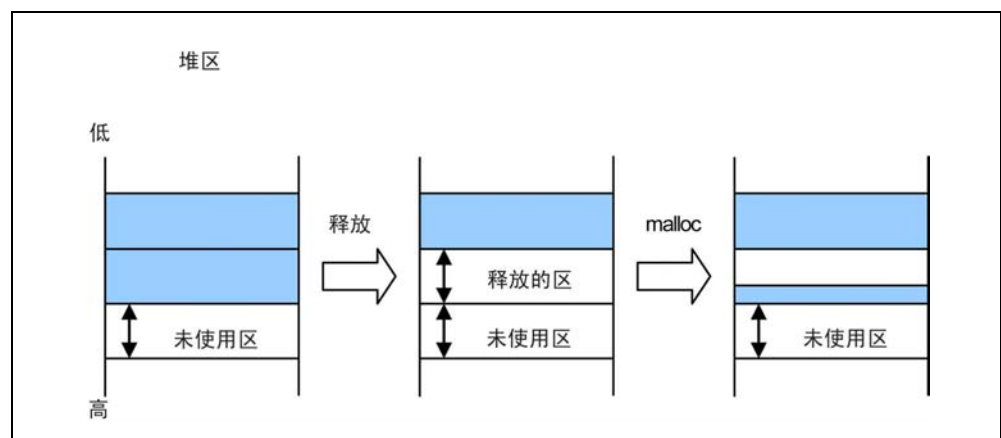 堆区
低
释放
malloc
释放的区
未使用区
未使用区
未使用区
高